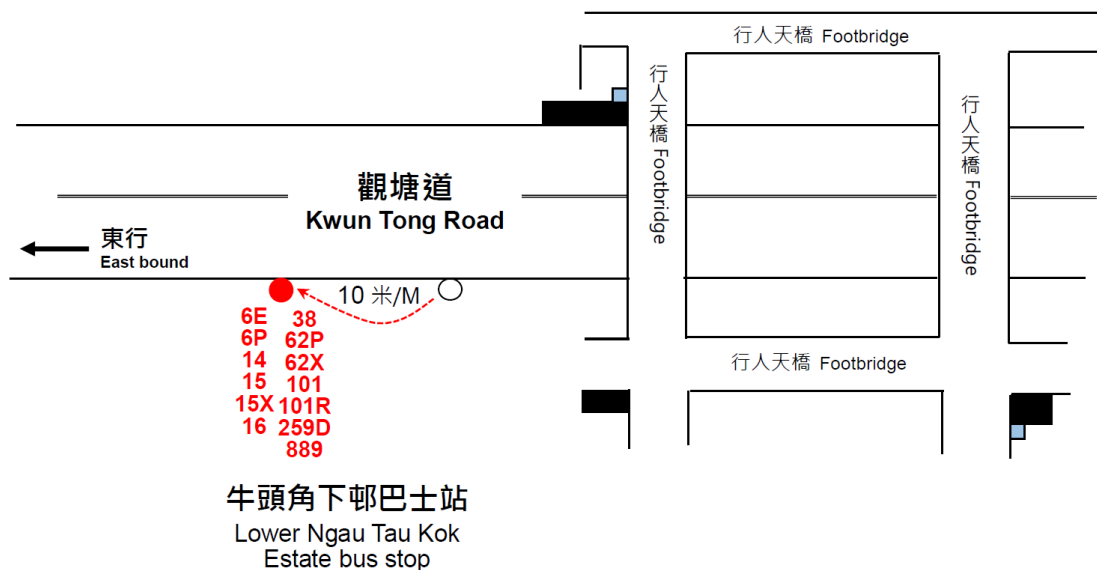 行人天橋 Footbridge
行人天橋 Footbridge
行人天橋 Footbridge
觀塘道
Kwun Tong Road
東行
East bound
10 米/M
6E
6P
14
15
15X
16
38
62P
62X
101
101R
259D
889
行人天橋 Footbridge
牛頭角下邨巴士站
Lower Ngau Tau Kok
Estate bus stop